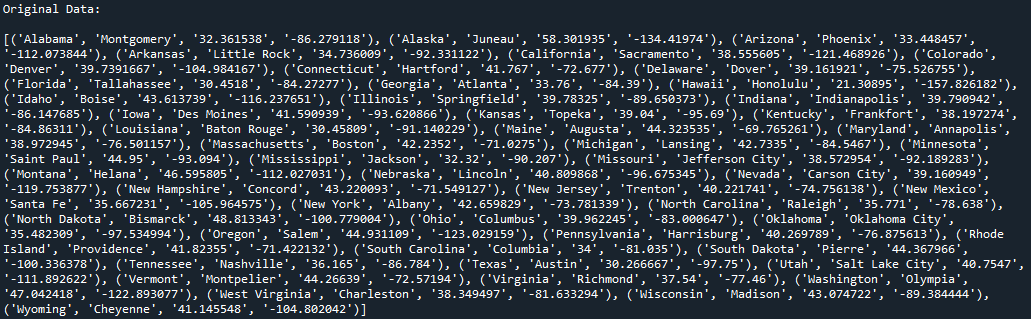 Original Data:
[('Alabama', 'Montgomery', '32.361538', '-86.279118'), ('Alaska', 'Juneau', '58.301935', '-134.41974'), ('Arizona', 'Phoenix', '33.448457',
'-112.073844'), ('Arkansas', 'Little Rock', '34.736009', '-92.331122'), ('California', 'Sacramento', '38.555605', '-121.468926'), ('Colorado',
'Denver', '39.7391667', '-104.984167'), ('Connecticut', 'Hartford', '41.767', '-72.677'), ('Delaware', 'Dover', '39.161921', '-75.526755'),
('Florida', 'Tallahassee', '30.4518', '-84.27277'), ('Georgia', 'Atlanta', '33.76', '-84.39'), ('Hawaii', 'Honolulu', '21.30895', '-157.826182'),
('Idaho', 'Boise', '43.613739', '-116.237651'), ('Illinois', 'Springfield', '39.78325', '-89.650373'), ('Indiana', 'Indianapolis', '39.790942',
'-86.147685'), ('Iowa', 'Des Moines', '41.590939', '-93.620866'), ('Kansas', 'Topeka', '39.04', '-95.69'), ('Kentucky', 'Frankfort', '38.197274',
'-84.86311'), ('Louisiana', 'Baton Rouge', '30.45809', '-91.140229'), ('Maine', 'Augusta', '44.323535', '-69.765261'), ('Maryland', 'Annapolis',
'38.972945', '-76.501157'), ('Massachusetts', 'Boston', '42.2352', '-71.0275'), ('Michigan', 'Lansing', '42.7335', '-84.5467'), ('Minnesota',
'Saint Paul', '44.95', '-93.094'), ('Mississippi', 'Jackson', '32.32', '-90.207'), ('Missouri', 'Jefferson City', '38.572954', '-92.189283'),
('Montana', 'Helana', '46.595805', '-112.027031'), ('Nebraska', 'Lincoln', '40.809868', '-96.675345'), ('Nevada', 'Carson City', '39.160949',
'-119.753877'), ('New Hampshire', 'Concord', '43.220093', '-71.549127'), ('New Jersey', 'Trenton', '40.221741', '-74.756138'), ('New Mexico',
'Santa Fe', '35.667231', '-105.964575'), ('New York', 'Albany', '42.659829', '-73.781339'), ('North Carolina', 'Raleigh', '35.771', '-78.638'),
('North Dakota', 'Bismarck', '48.813343', '-100.779004'), ('Ohio', 'Columbus', '39.962245', '-83.000647'), ('Oklahoma', 'Oklahoma City',
'35.482309', '-97.534994'), ('Oregon', 'Salem', '44.931109', '-123.029159'), ('Pennsylvania', 'Harrisburg', '40.269789', '-76.875613'), ('Rhode
Island', 'Providence', '41.82355', '-71.422132'), ('South Carolina', 'Columbia', '34', '-81.035'), ('South Dakota', 'Pierre', '44.367966',
'-100.336378'), ('Tennessee', 'Nashville', '36.165', '-86.784'), ('Texas', 'Austin', '30.266667', '-97.75'), ('Utah', 'Salt Lake City', '40.7547',
'-111.892622'), ('Vermont', 'Montpelier', '44.26639', '-72.57194'), ('Virginia', 'Richmond', '37.54', '-77.46'), ('Washington', 'Olympia',
'47.042418', '-122.893077'), ('West Virginia', 'Charleston', '38.349497', '-81.633294'), ('Wisconsin', 'Madison', '43.074722', '-89.384444'),
('Wyoming', 'Cheyenne', '41.145548', '-104.802042')]